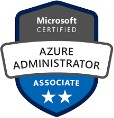 Microsoft
CERTIFIED
AZURE
ADMINISTRATOR
ASSOCIATE